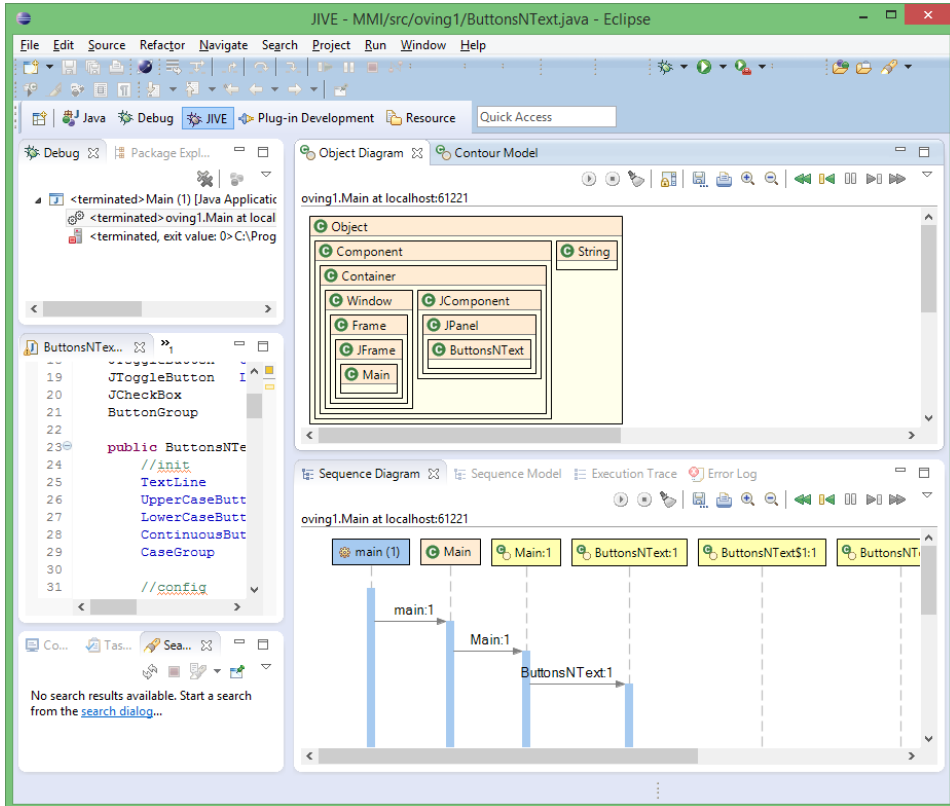 JIVE - MMI/src/oving1/ButtonsNText.java - Eclipse
File Edit Source Refactor Navigate Search Project Run Window Help
Java Debug JIVE Plug-in Development Resource Quick Access
Debug Package Expl...
<terminated>Main (1) [Java Applicatic
<terminated>oving1.Main at local
<terminated, exit value: 0>C:\Prog
ButtonsNTex... »1
19 JToggleButton
20 JCheckBox
21 ButtonGroup
22
23 public ButtonsNTe
24 //init
25 TextLine
26 UpperCaseButt
27 LowerCaseButt
28 ContinuousBut
29 CaseGroup
30
31 //config
Co... Tas... Sea...
No search results available. Start a search
from the search dialog...
Object Diagram Contour Model
oving1.Main at localhost:61221
Object
Component String
Container
Window JComponent
Frame JPanel
JFrame ButtonsNText
Main
Sequence Diagram Sequence Model Execution Trace Error Log
oving1.Main at localhost:61221
main (1) Main Main:1 ButtonsNText:1 ButtonsNText$1:1 ButtonsNT
main:1
Main:1
ButtonsNText:1